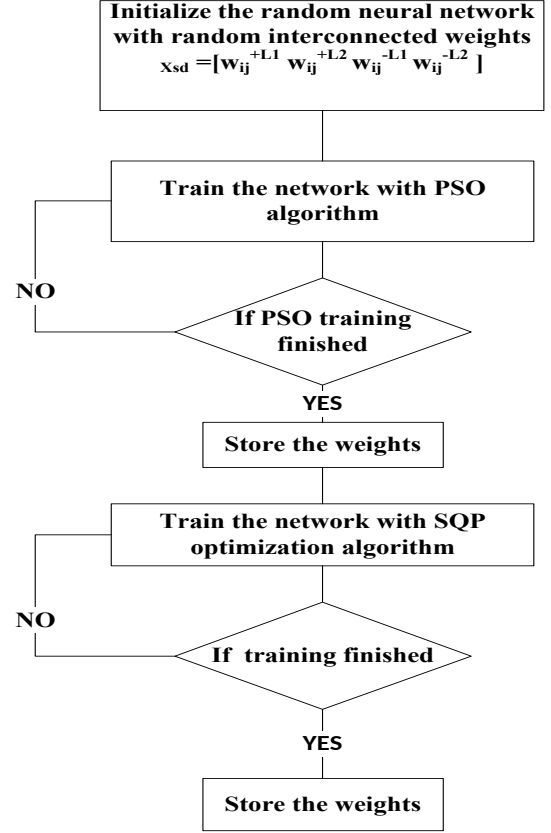 Initialize the random neural network
with random interconnected weights
Xsd =[wij+L1 wij+L2 wij-L1 wij-L2 ]
Train the network with PSO
algorithm
NO
If PSO training
finished
YES
Store the weights
Train the network with SQP
optimization algorithm
NO
If training finished
YES
Store the weights